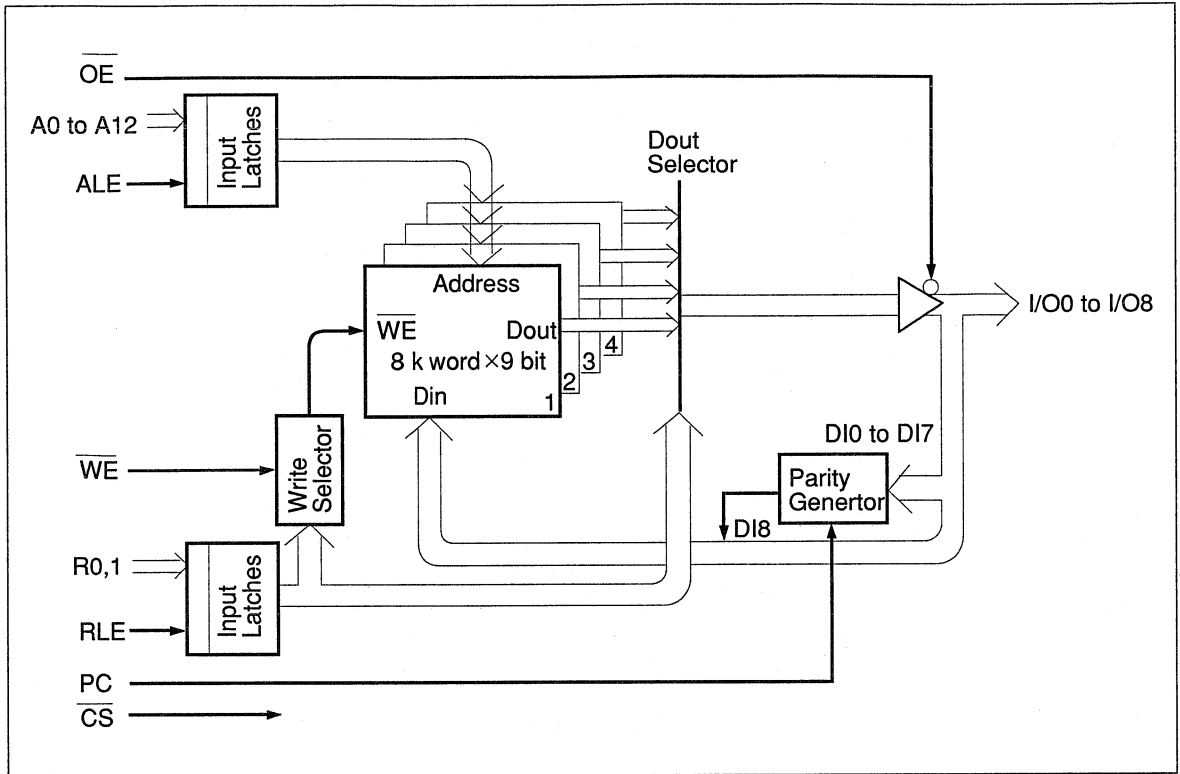 OE
A0 to A12
ALE
Input
Latches
Dout
Selector
Address
WE
Dout
8 k word×9 bit
Din
1
2
3
4
I/O0 to I/O8
WE
Write
Selector
DI0 to DI7
Parity
Genertor
DI8
R0,1
RLE
Input
Latches
PC
CS